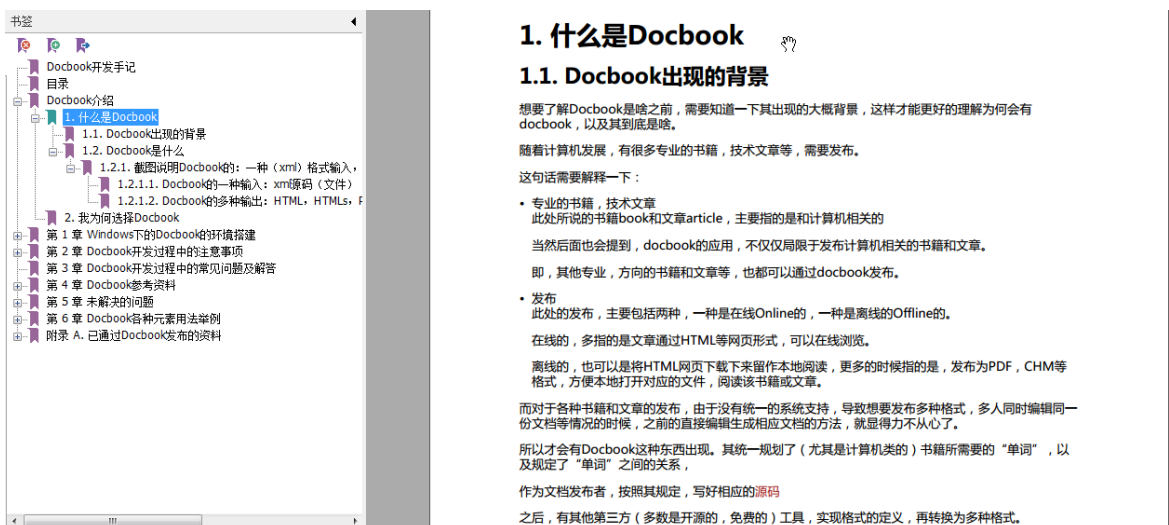 书签
Docbook开发手记
目录
Docbook介绍
1. 什么是Docbook
1.1. Docbook出现的背景
1.2. Docbook是什么
1.2.1. 截图说明Docbook的：一种（xml）格式输入，
1.2.1.1. Docbook的一种输入：xml源码（文件）
1.2.1.2. Docbook的多种输出：HTML，HTMLs，P
2. 我为何选择Docbook
第 1 章 Windows下的Docbook的环境搭建
第 2 章 Docbook开发过程中的注意事项
第 3 章 Docbook开发过程中的常见问题及解答
第 4 章 Docbook参考资料
第 5 章 未解决的问题
第 6 章 Docbook各种元素用法举例
附录 A. 已通过Docbook发布的资料
1. 什么是Docbook
1.1. Docbook出现的背景
想要了解Docbook是啥之前，需要知道一下其出现的大概背景，这样才能更好的理解为何会有
docbook，以及其到底是啥。
随着计算机发展，有很多专业的书籍，技术文章等，需要发布。
这句话需要解释一下：
• 专业的书籍，技术文章
此处所说的书籍book和文章article，主要指的是和计算机相关的
当然后面也会提到，docbook的应用，不仅仅局限于发布计算机相关的书籍和文章。
即，其他专业，方向的书籍和文章等，也都可以通过docbook发布。
• 发布
此处的发布，主要包括两种，一种是在线Online的，一种是离线的Offline的。
在线的，多指的是文章通过HTML等网页形式，可以在线浏览。
离线的，也可以是将HTML网页下载下来留作本地阅读，更多的时候指的是，发布为PDF，CHM等
格式，方便本地打开对应的文件，阅读该书籍或文章。
而对于各种书籍和文章的发布，由于没有统一的系统支持，导致想要发布多种格式，多人同时编辑同一
份文档等情况的时候，之前的直接编辑生成相应文档的方法，就显得力不从心了。
所以才会有Docbook这种东西出现。其统一规划了（尤其是计算机类的）书籍所需要的“单词”，以
及规定了“单词”之间的关系，
作为文档发布者，按照其规定，写好相应的源码
之后，有其他第三方（多数是开源的，免费的）工具，实现格式的定义，再转换为多种格式。